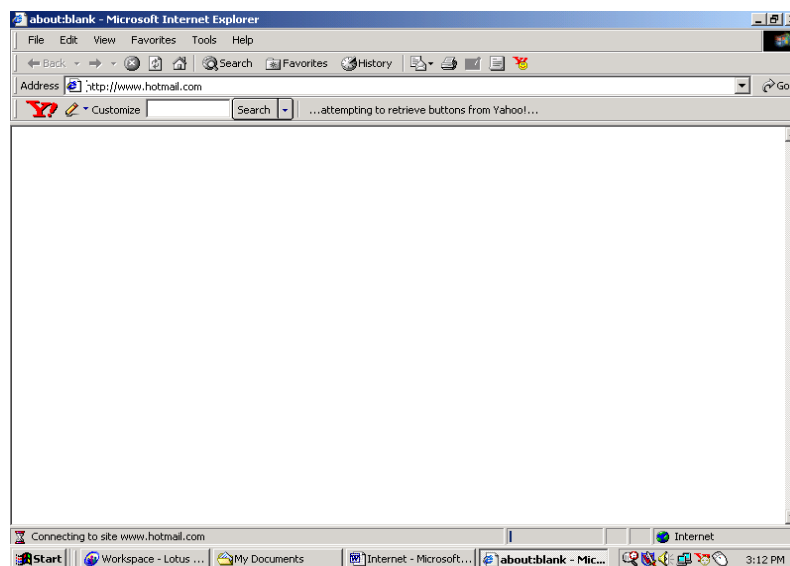 about:blank - Microsoft Internet Explorer
File Edit View Favorites Tools Help
Back Search Favorites History
Address http://www.hotmail.com Go
Y! Customize Search ...attempting to retrieve buttons from Yahoo!...
Connecting to site www.hotmail.com Internet
Start Workspace - Lotus ... My Documents Internet - Microsoft... about:blank - Mic... 3:12 PM